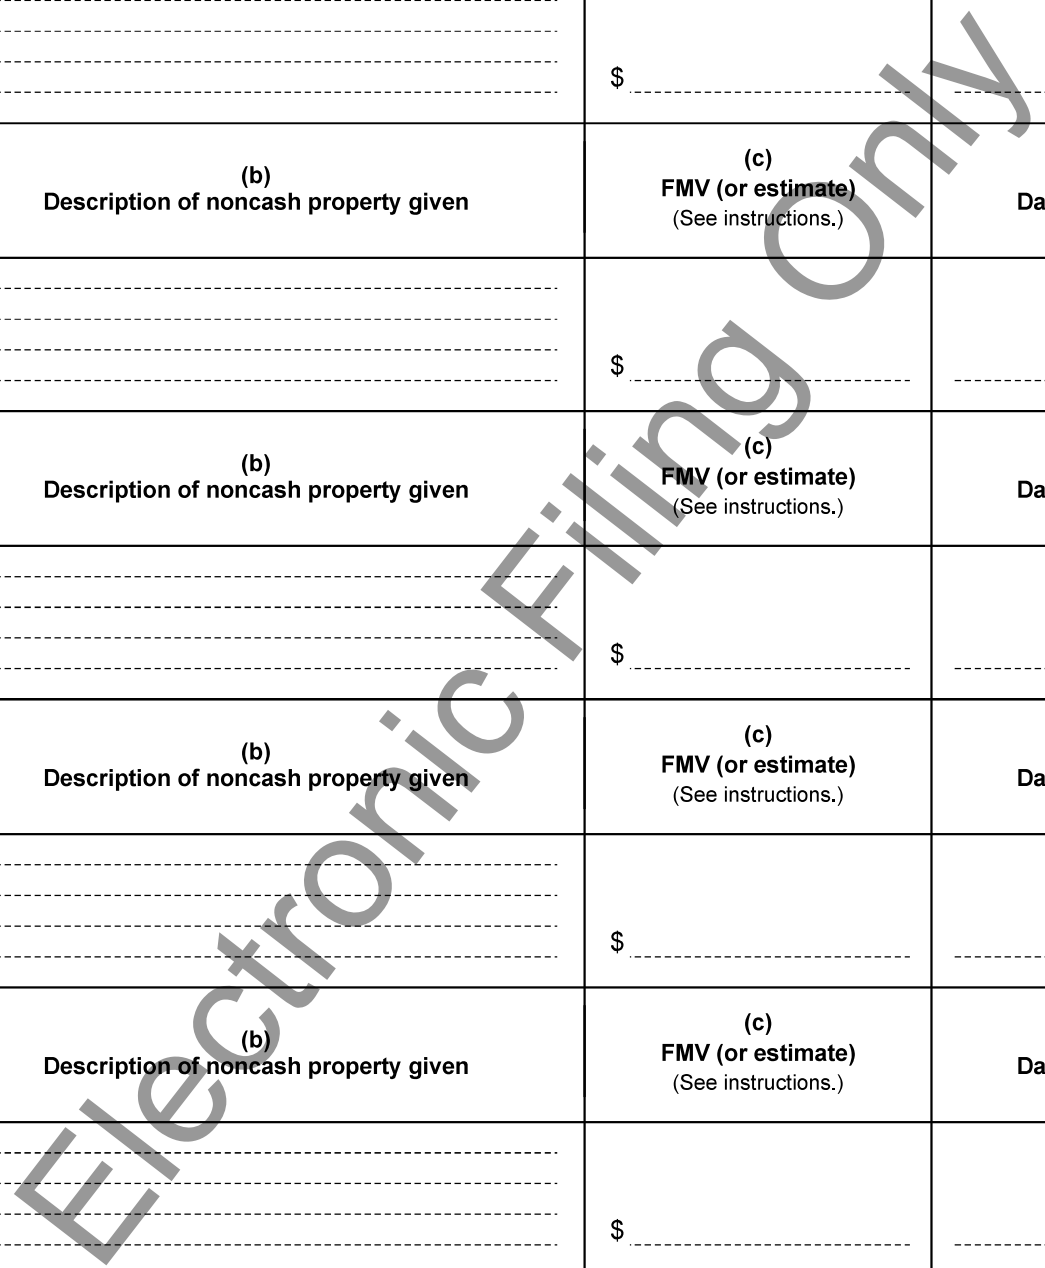 $
(b)
Description of noncash property given
(c)
FMV (or estimate)
(See instructions.)
Da
$
(b)
Description of noncash property given
(c)
FMV (or estimate)
(See instructions.)
Da
$
(b)
Description of noncash property given
(c)
FMV (or estimate)
(See instructions.)
Da
$
(b)
Description of noncash property given
(c)
FMV (or estimate)
(See instructions.)
Da
$
Electronic Filing Only